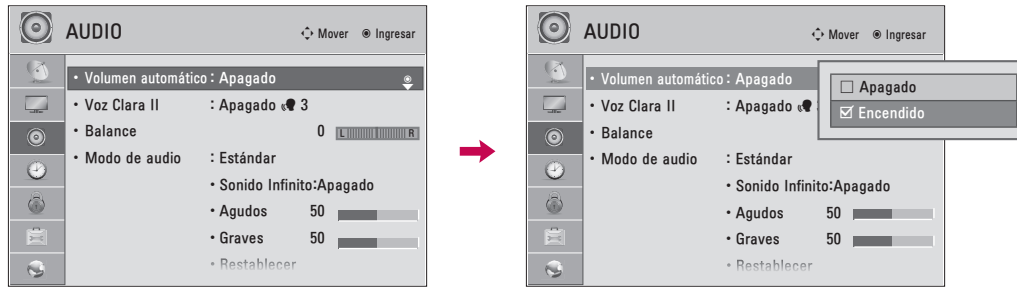 AUDIO
Mover Ingresar
• Volumen automático : Apagado
• Voz Clara II : Apagado 3
• Balance 0 L R
• Modo de audio : Estándar
• Sonido Infinito:Apagado
• Agudos 50
• Graves 50
• Restablecer
AUDIO
Mover Ingresar
• Volumen automático : Apagado
• Voz Clara II : Apagado
• Balance
• Modo de audio : Estándar
• Sonido Infinito:Apagado
• Agudos 50
• Graves 50
• Restablecer
☐ Apagado
☑ Encendido